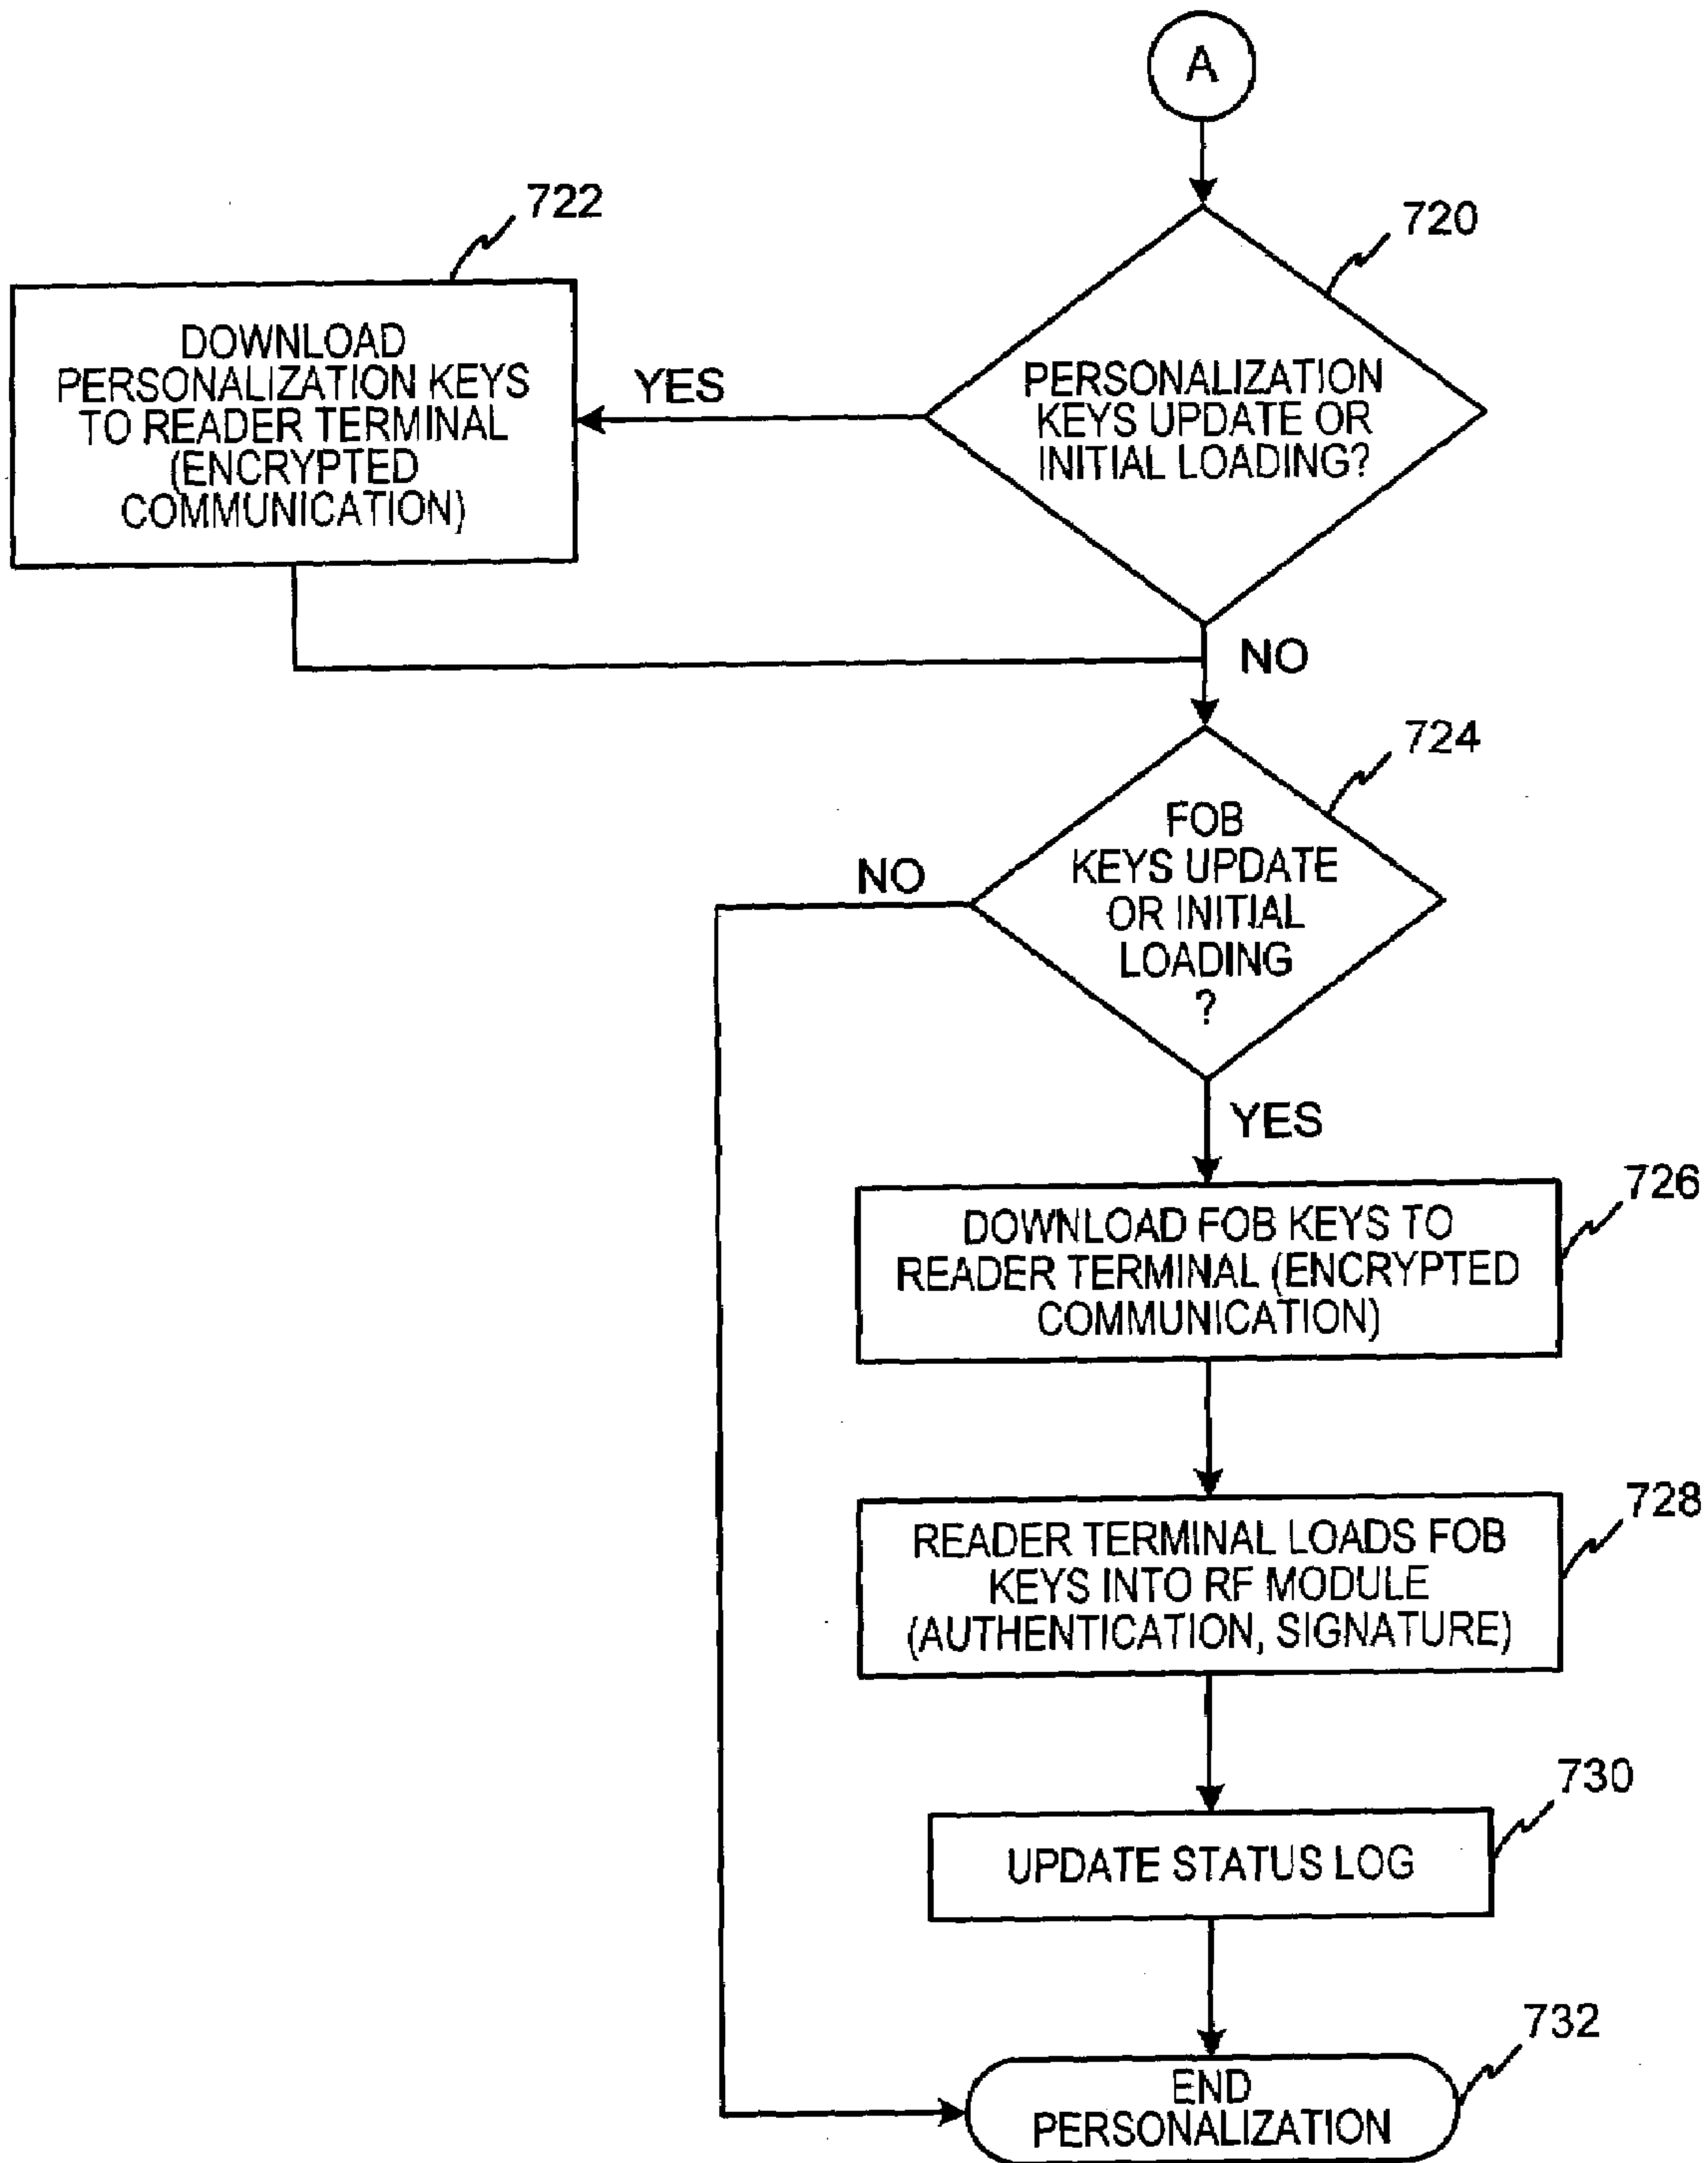 A
720
722
DOWNLOAD
PERSONALIZATION KEYS
TO READER TERMINAL
(ENCRYPTED
COMMUNICATION)
YES
PERSONALIZATION
KEYS UPDATE OR
INITIAL LOADING?
NO
724
FOB
KEYS UPDATE
OR INITIAL
LOADING
?
NO
YES
726
DOWNLOAD FOB KEYS TO
READER TERMINAL (ENCRYPTED
COMMUNICATION)
728
READER TERMINAL LOADS FOB
KEYS INTO RF MODULE
(AUTHENTICATION, SIGNATURE)
730
UPDATE STATUS LOG
732
END
PERSONALIZATION